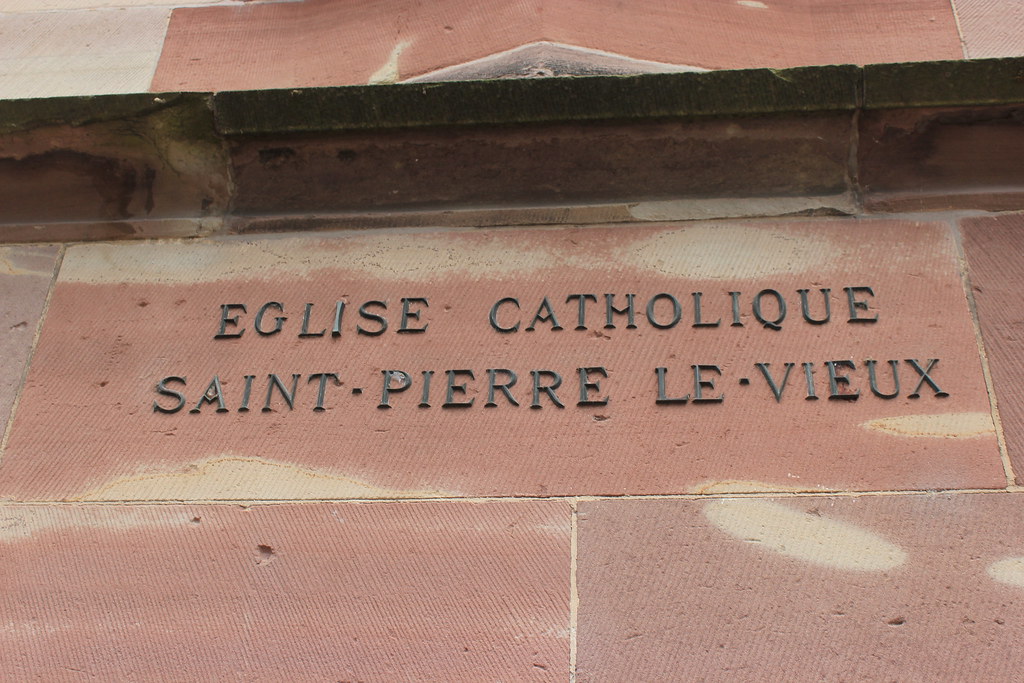 EGLISE CATHOLIQUE
SAINT-PIERRE LE-VIEUX